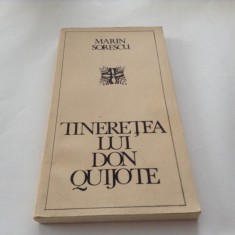 MARIN
SORESCU
TINEREȚEA
LUI
DON
QUIJOTE